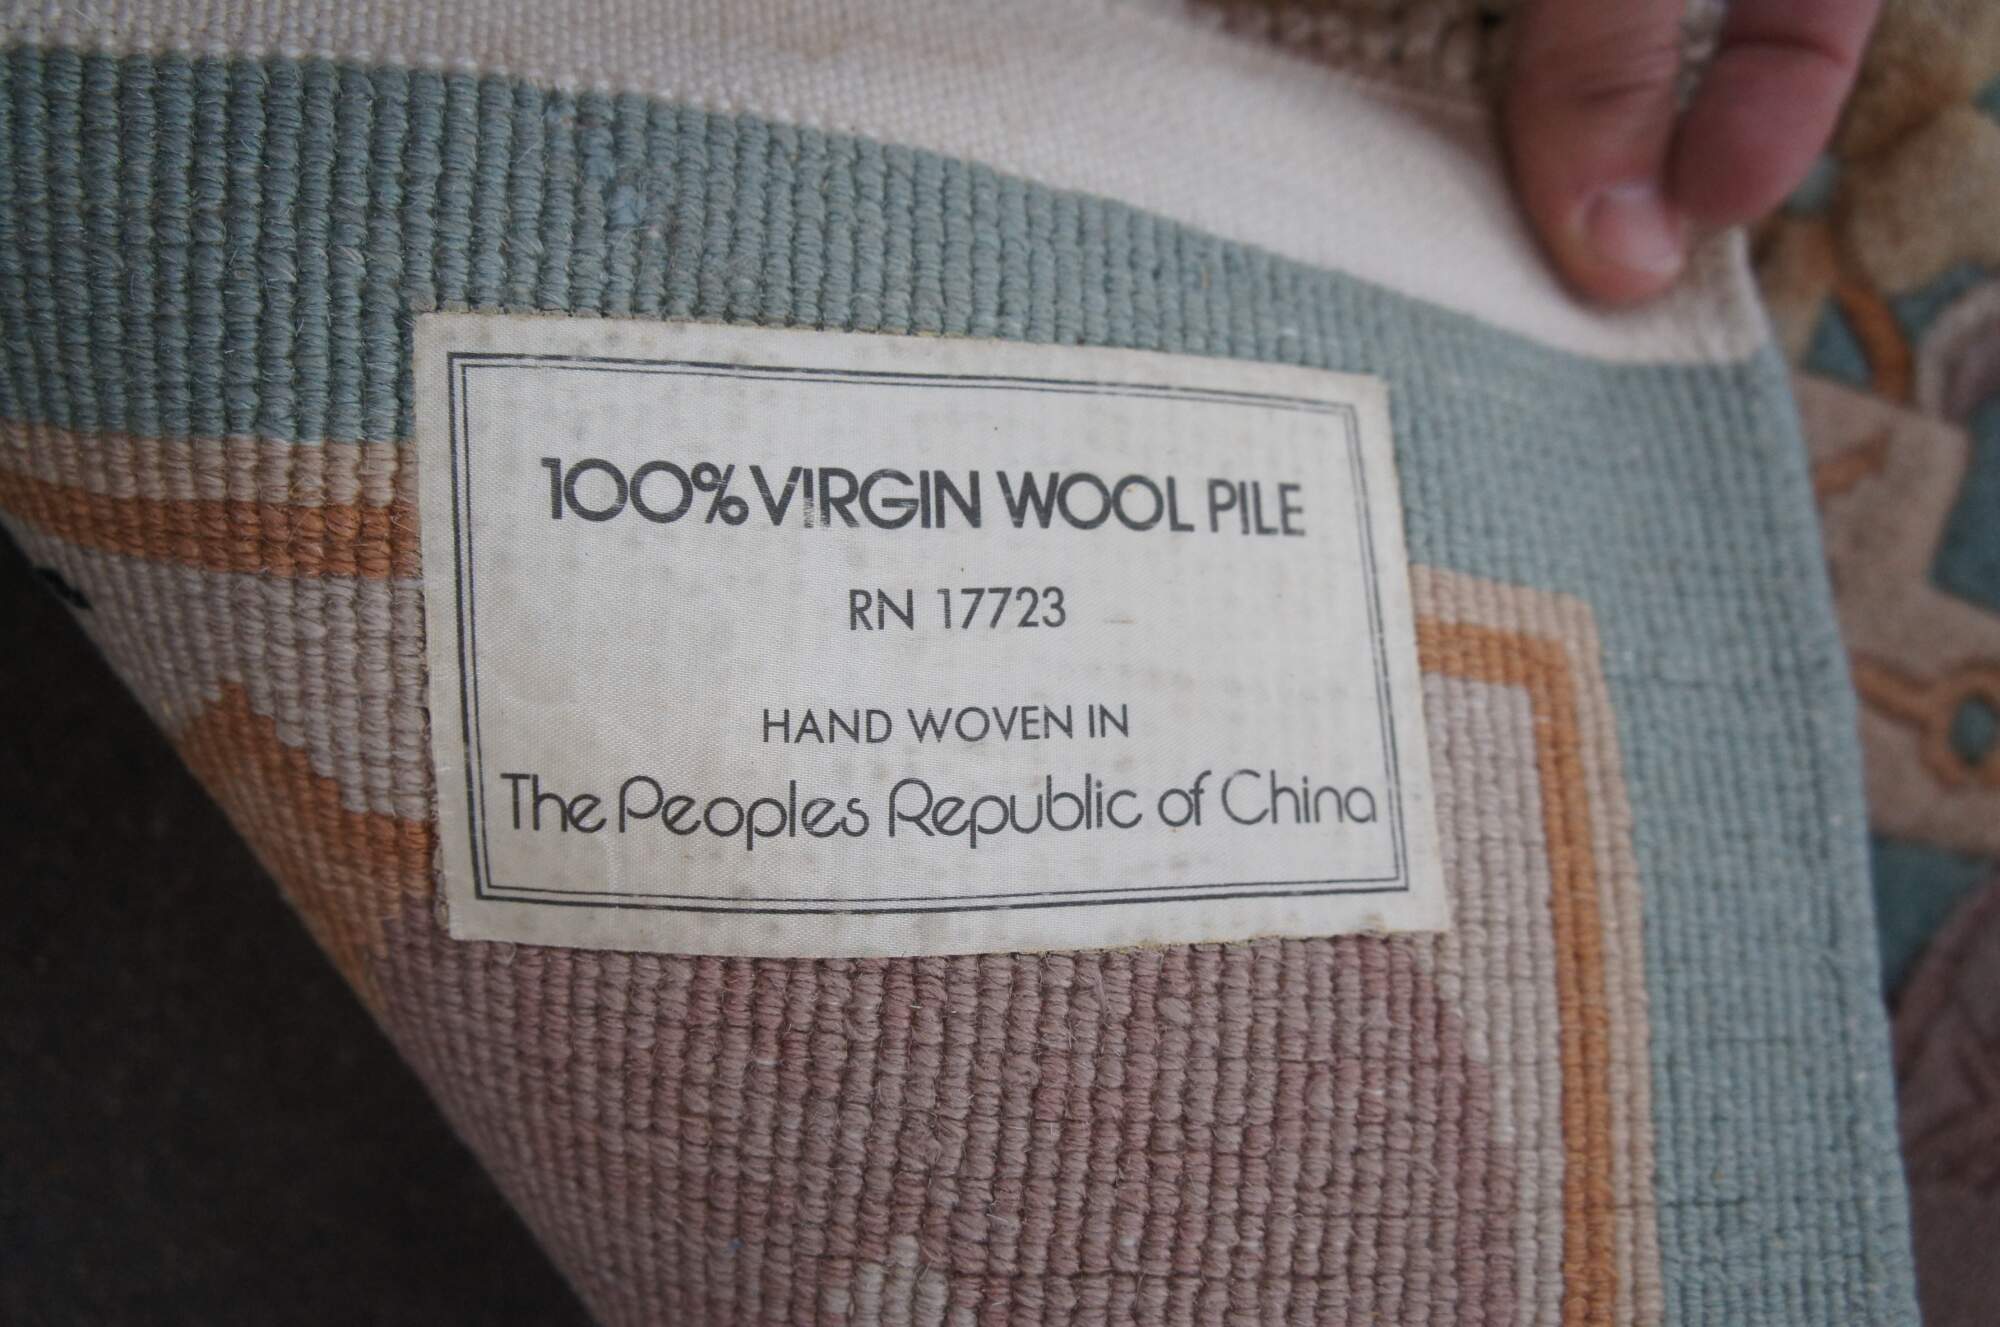 100% VIRGIN WOOL PILE
RN 17723
HAND WOVEN IN
The Peoples Republic of China